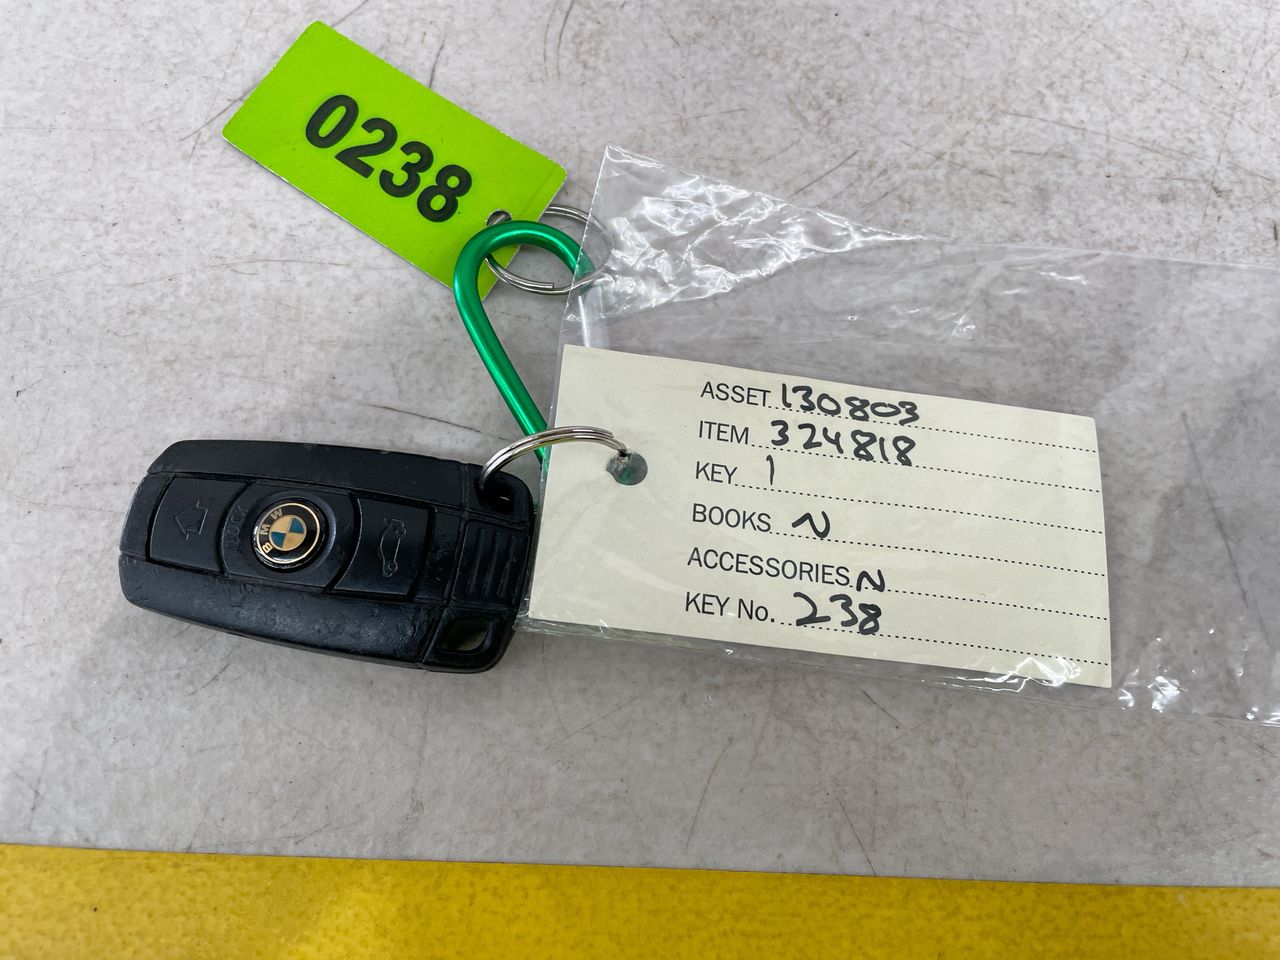 0238
BMW
ASSET 130803
ITEM 324818
KEY 1
BOOKS N
ACCESSORIES N
KEY No. 238